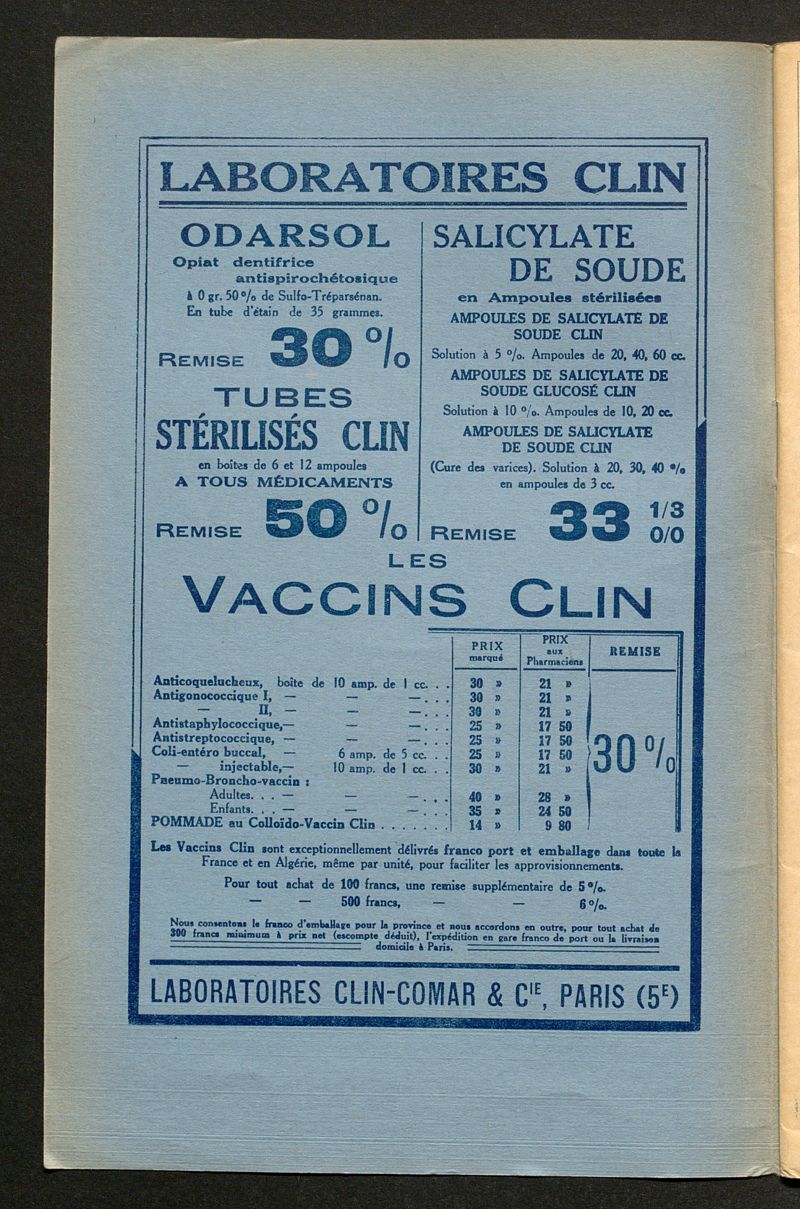 LABORATOIRES CLIN
ODARSOL
Opiat dentifrice
antispirochétosique
à 0 gr. 50 % de Sulfo-Tréparsénan.
En tube d'étain de 35 grammes.
REMISE 30 %
TUBES
STÉRILISÉS CLIN
en boîtes de 6 et 12 ampoules
A TOUS MÉDICAMENTS
REMISE 50 %
SALICYLATE
DE SOUDE
en Ampoules stérilisées
AMPOULES DE SALICYLATE DE
SOUDE CLIN
Solution à 5 %. Ampoules de 20, 40, 60 cc.
AMPOULES DE SALICYLATE DE
SOUDE GLUCOSÉ CLIN
Solution à 10 %. Ampoules de 10, 20 cc.
AMPOULES DE SALICYLATE
DE SOUDE CLIN
(Cure des varices). Solution à 20, 30, 40 %
en ampoules de 3 cc.
REMISE 33 1/3 0/0
LES
VACCINS CLIN
PRIX marqué PRIX aux Pharmaciens REMISE
Anticoquelucheux, boîte de 10 amp. de 1 cc. . . 30 » 21 »
Antigonococcique I, — — —. . . 30 » 21 »
— II, — — —. . . 30 » 21 »
Antistaphylococcique,— — —. . . 25 » 17 50
Antistreptococcique, — — —. . . 25 » 17 50
Coli-entéro buccal, — 6 amp. de 5 cc. . . 25 » 17 50
— injectable,— 10 amp. de 1 cc. . . 30 » 21 »
Pneumo-Broncho-vaccin :
Adultes. . . — — —. . . 40 » 28 »
Enfants. . . — — —. . . 35 » 24 50
POMMADE au Colloïdo-Vaccin Clin . . . . . . . 14 » 9 80
30 %
Les Vaccins Clin sont exceptionnellement délivrés franco port et emballage dans toute la
France et en Algérie, même par unité, pour faciliter les approvisionnements.
Pour tout achat de 100 francs, une remise supplémentaire de 5 %.
— — 500 francs, — — 6 %.
Nous consentons le franco d'emballage pour la province et nous accordons en outre, pour tout achat de
300 francs minimum à prix net (escompte déduit), l'expédition en gare franco de port ou la livraison
domicile à Paris.
LABORATOIRES CLIN-COMAR & CIE, PARIS (5E)